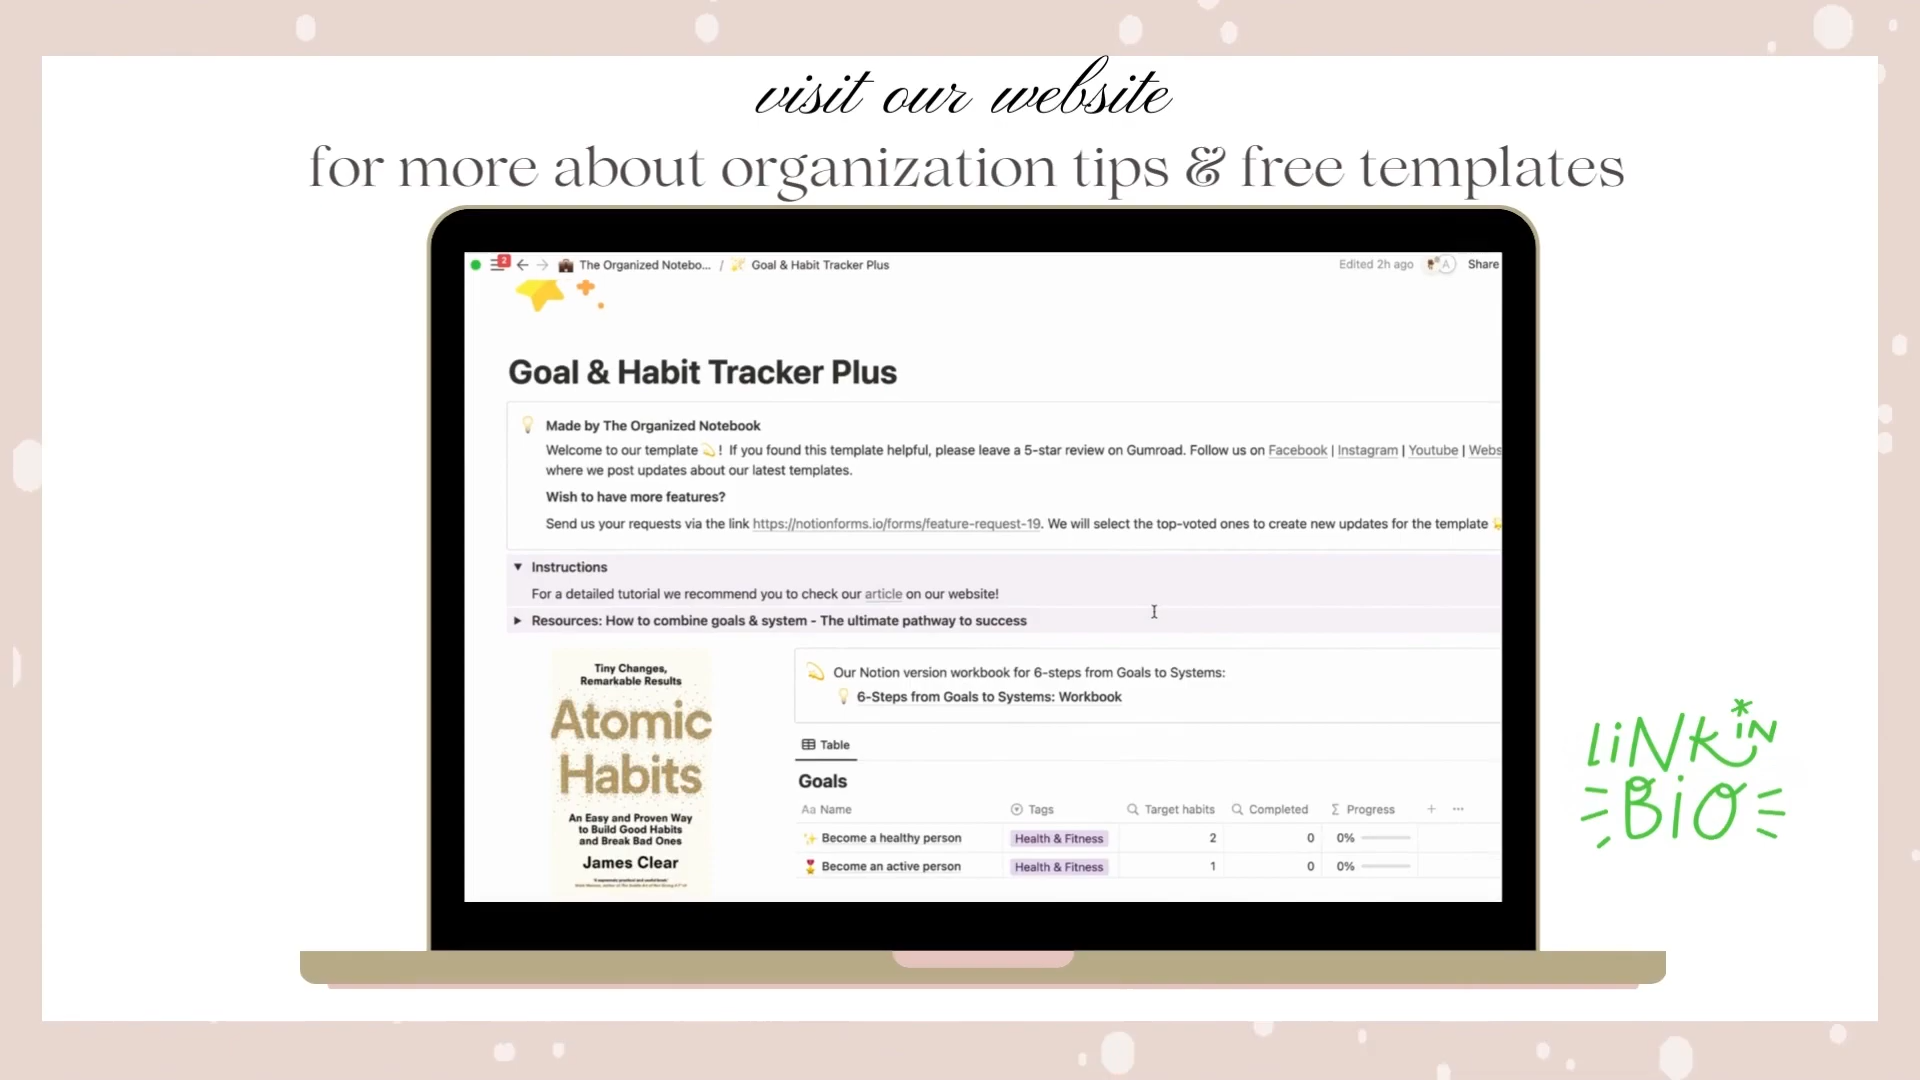 visit our website
for more about organization tips & free templates
2
The Organized Notebo... / Goal & Habit Tracker Plus
Edited 2h ago
A
Share
Goal & Habit Tracker Plus
Made by The Organized Notebook
Welcome to our template ! If you found this template helpful, please leave a 5-star review on Gumroad. Follow us on Facebook | Instagram | Youtube | Webs
where we post updates about our latest templates.
Wish to have more features?
Send us your requests via the link https://notionforms.io/forms/feature-request-19. We will select the top-voted ones to create new updates for the template
Instructions
For a detailed tutorial we recommend you to check our article on our website!
Resources: How to combine goals & system - The ultimate pathway to success
Tiny Changes,
Remarkable Results
Atomic
Habits
An Easy and Proven Way
to Build Good Habits
and Break Bad Ones
James Clear
Our Notion version workbook for 6-steps from Goals to Systems:
6-Steps from Goals to Systems: Workbook
Table
Goals
Aa Name Tags Target habits Completed Σ Progress + ...
Become a healthy person Health & Fitness 2 0 0%
Become an active person Health & Fitness 1 0 0%
LiNK iN
BiO